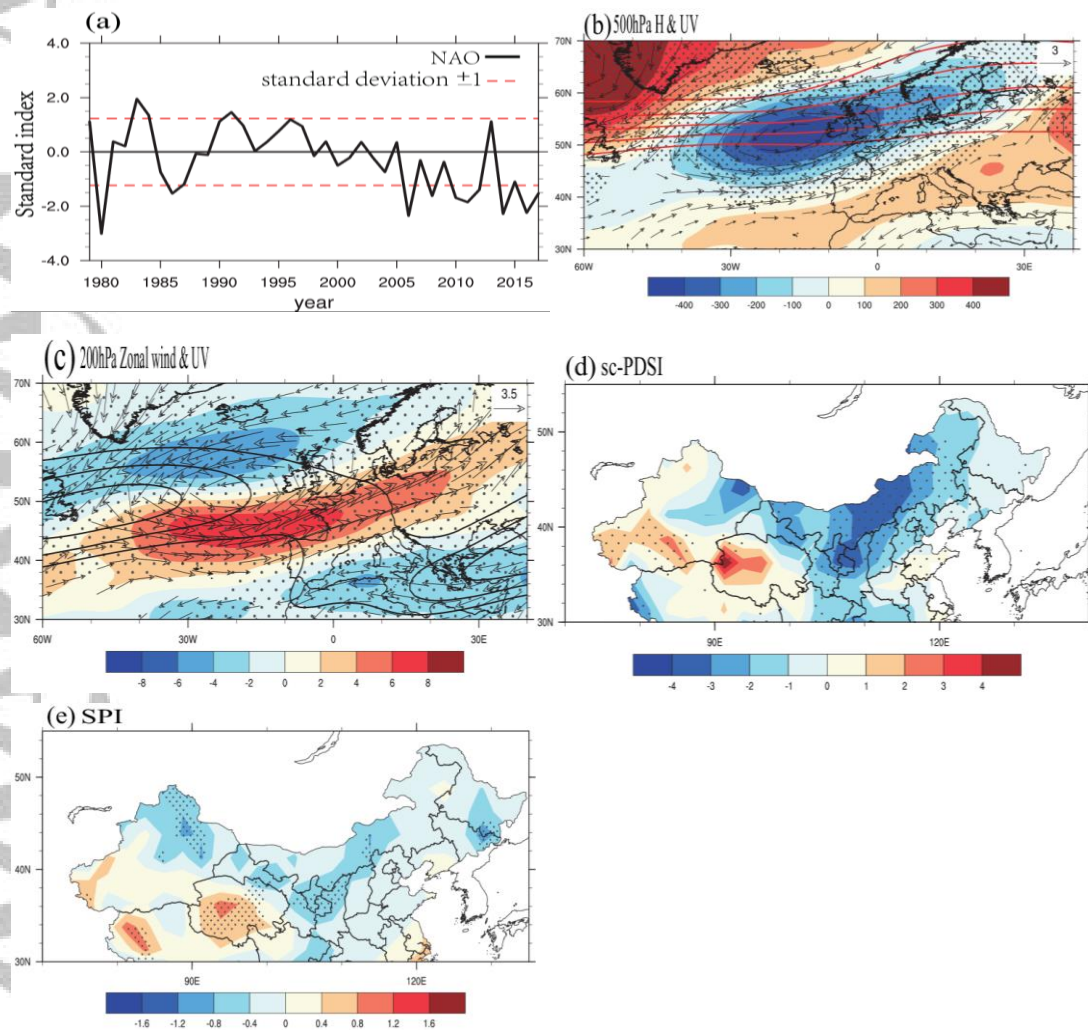 (a)
4.0
2.0
0.0
-2.0
-4.0
Standard index
NAO
standard deviation ±1
1980 1985 1990 1995 2000 2005 2010 2015
year
(b) 500hPa H & UV
70N
60N
50N
40N
30N
3
60W 30W 0 30E
-400 -300 -200 -100 0 100 200 300 400
(c) 200hPa Zonal wind & UV
70N
60N
50N
40N
30N
3.5
60W 30W 0 30E
-8 -6 -4 -2 0 2 4 6 8
(d) sc-PDSI
50N
40N
30N
90E 120E
-4 -3 -2 -1 0 1 2 3 4
(e) SPI
50N
40N
30N
90E 120E
-1.6 -1.2 -0.8 -0.4 0 0.4 0.8 1.2 1.6